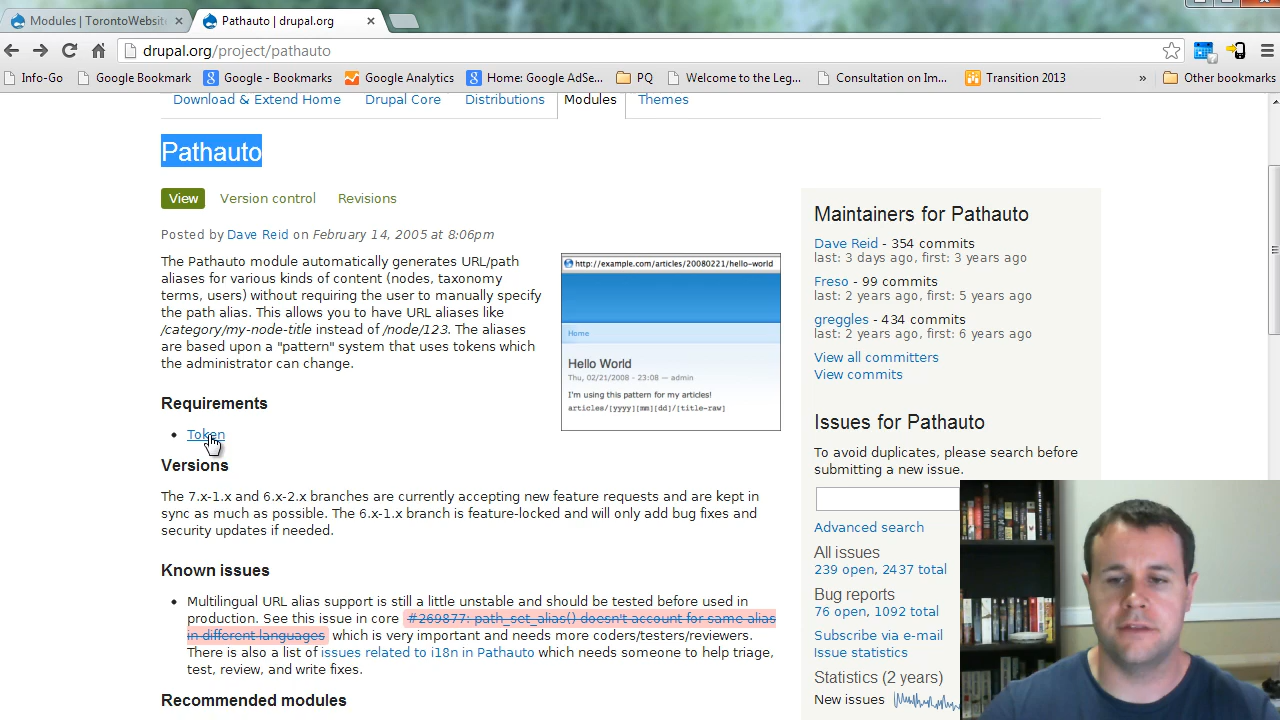 Modules | TorontoWebsite
Pathauto | drupal.org
drupal.org/project/pathauto
Info-Go
Google Bookmark
Google - Bookmarks
Google Analytics
Home: Google AdSe...
PQ
Welcome to the Leg...
Consultation on Im...
Transition 2013
»
Other bookmarks
Download & Extend Home
Drupal Core
Distributions
Modules
Themes
Pathauto
View
Version control
Revisions
Posted by Dave Reid on February 14, 2005 at 8:06pm
The Pathauto module automatically generates URL/path
aliases for various kinds of content (nodes, taxonomy
terms, users) without requiring the user to manually specify
the path alias. This allows you to have URL aliases like
/category/my-node-title instead of /node/123. The aliases
are based upon a "pattern" system that uses tokens which
the administrator can change.
http://example.com/articles/20080221/hello-world
Home
Hello World
Thu, 02/21/2008 - 23:08 — admin
I'm using this pattern for my articles!
articles/[yyyy][mm][dd]/[title-raw]
Requirements
• Token
Versions
The 7.x-1.x and 6.x-2.x branches are currently accepting new feature requests and are kept in
sync as much as possible. The 6.x-1.x branch is feature-locked and will only add bug fixes and
security updates if needed.
Known issues
• Multilingual URL alias support is still a little unstable and should be tested before used in
production. See this issue in core #269877: path_set_alias() doesn't account for same alias
in different languages which is very important and needs more coders/testers/reviewers.
There is also a list of issues related to i18n in Pathauto which needs someone to help triage,
test, review, and write fixes.
Recommended modules
Maintainers for Pathauto
Dave Reid - 354 commits
last: 3 days ago, first: 3 years ago
Freso - 99 commits
last: 2 years ago, first: 5 years ago
greggles - 434 commits
last: 2 years ago, first: 6 years ago
View all committers
View commits
Issues for Pathauto
To avoid duplicates, please search before
submitting a new issue.
Advanced search
All issues
239 open, 2437 total
Bug reports
76 open, 1092 total
Subscribe via e-mail
Issue statistics
Statistics (2 years)
New issues